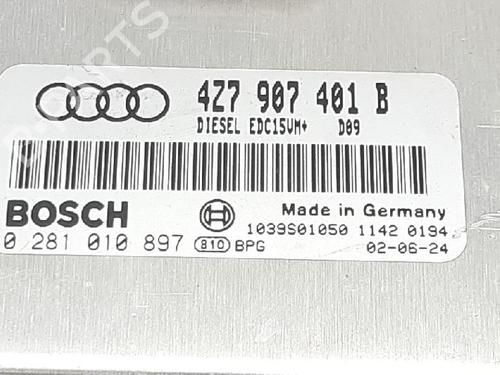 4Z7 907 401 B
DIESEL EDC15VM+ D09
BOSCH
Made in Germany
0 281 010 897
810 BPG
1039S01050 1142 0194
02-06-24
B-PARTS